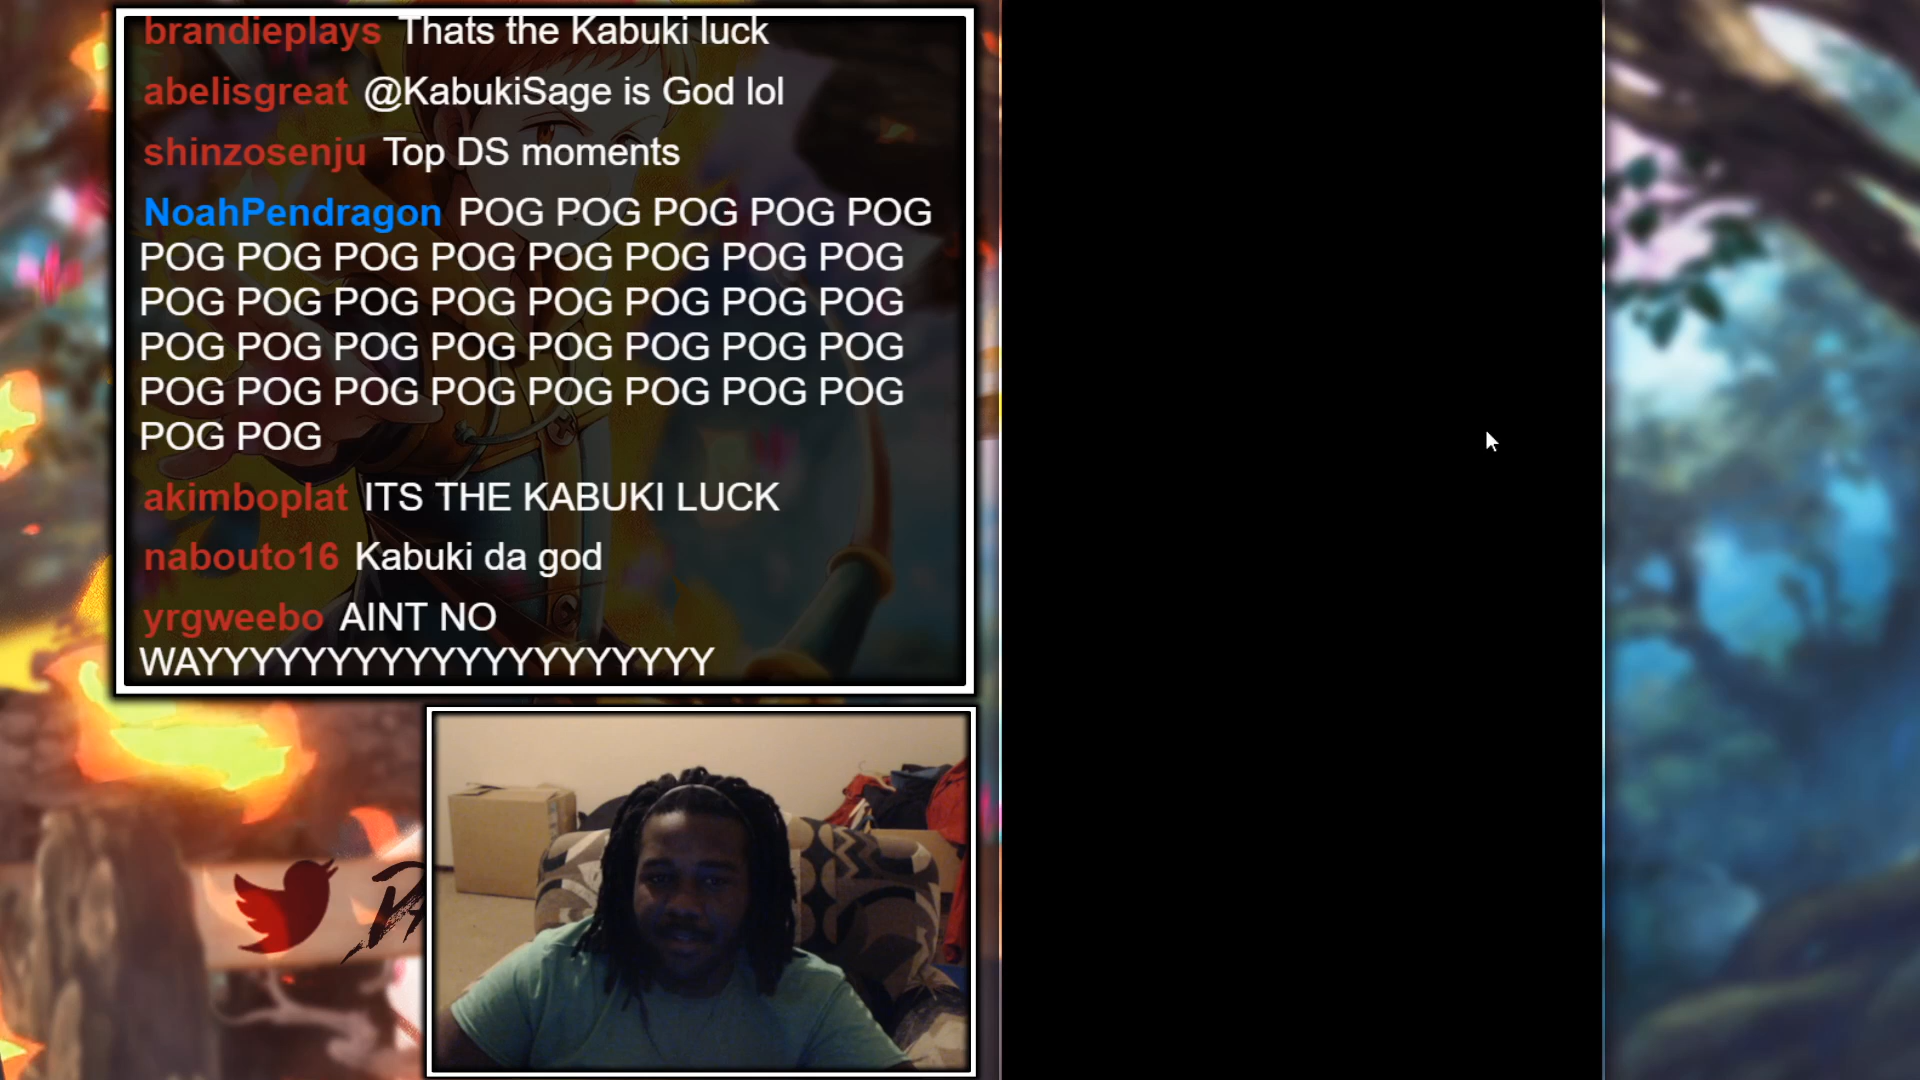 brandieplays Thats the Kabuki luck
abelisgreat @KabukiSage is God lol
shinzosenju Top DS moments
NoahPendragon POG POG POG POG POG
POG POG POG POG POG POG POG POG
POG POG POG POG POG POG POG POG
POG POG POG POG POG POG POG POG
POG POG POG POG POG POG POG POG
POG POG
akimboplat ITS THE KABUKI LUCK
nabouto16 Kabuki da god
yrgweebo AINT NO
WAYYYYYYYYYYYYYYYYYYYY